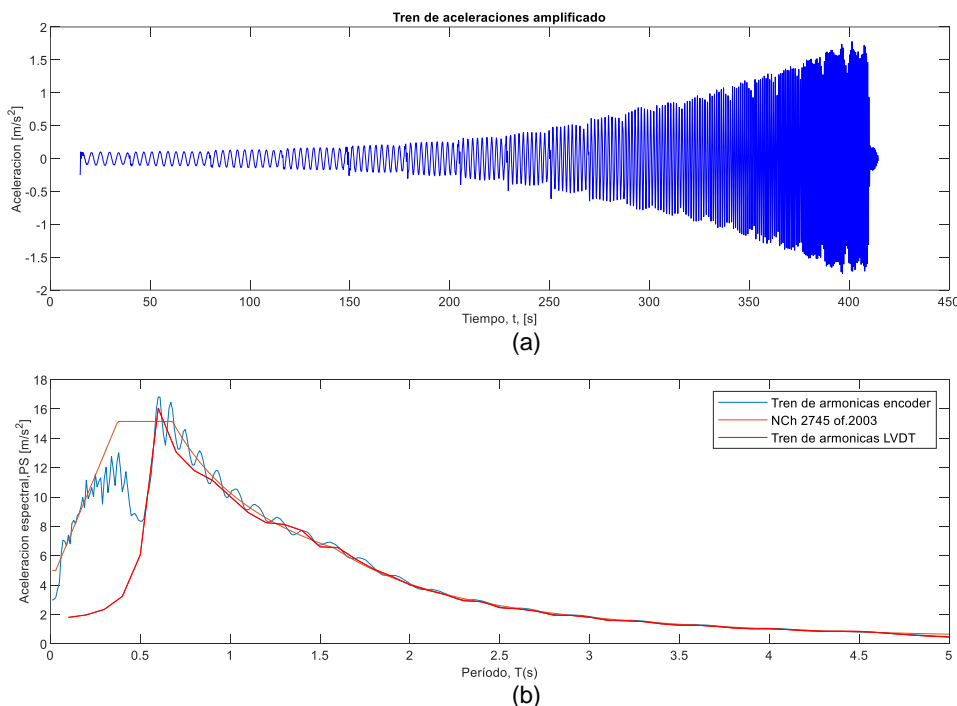 Tren de aceleraciones amplificado
Aceleracion [m/s²]
2
1.5
1
0.5
0
-0.5
-1
-1.5
-2
0 50 100 150 200 250 300 350 400 450
Tiempo, t, [s]
(a)
Aceleracion espectral,PS [m/s²]
18
16
14
12
10
8
6
4
2
0
Tren de armonicas encoder
NCh 2745 of.2003
Tren de armonicas LVDT
0 0.5 1 1.5 2 2.5 3 3.5 4 4.5 5
Período, T(s)
(b)